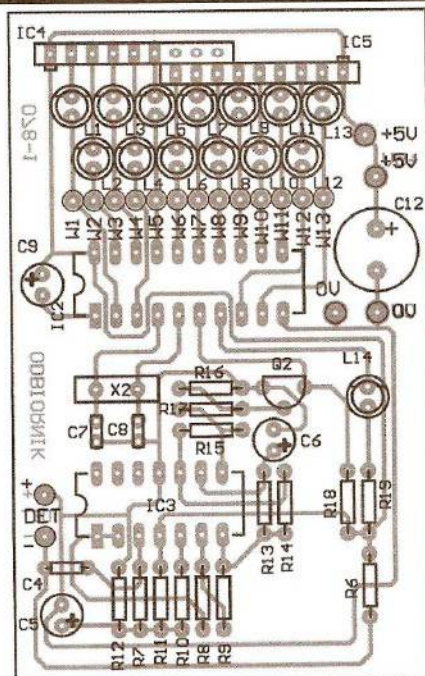 IC4
IC5
L1 L3 L5 L7 L9 L11 L13
+5V
+5V
L2 L4 L6 L8 L10 L12
078-1
W1 W2 W3 W4 W5 W6 W7 W8 W9 W10 W11 W12 W13
C12
+
C9
+
IC2
0V
0V
ODBIORNIK
X2
R16
Q2
L14
R17
C7 C8
R15
C6
+
+
DET
-
IC3
R13 R14
R18 R19
C4
C5
+
R12 R7 R11 R10 R8 R9
R6